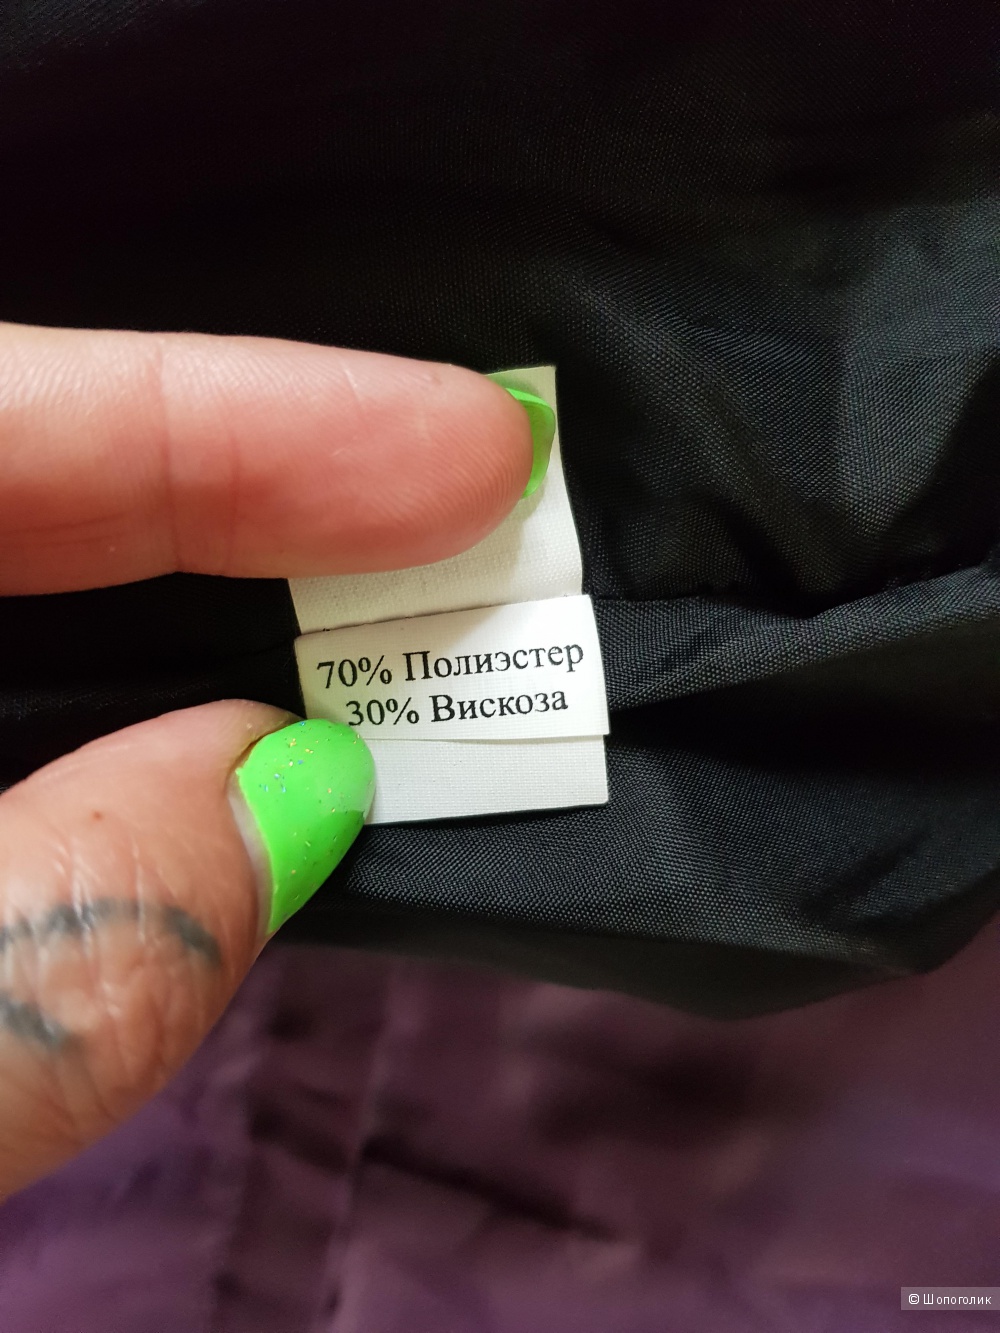 70% Полиэстер
30% Вискоза
© Шопоголик